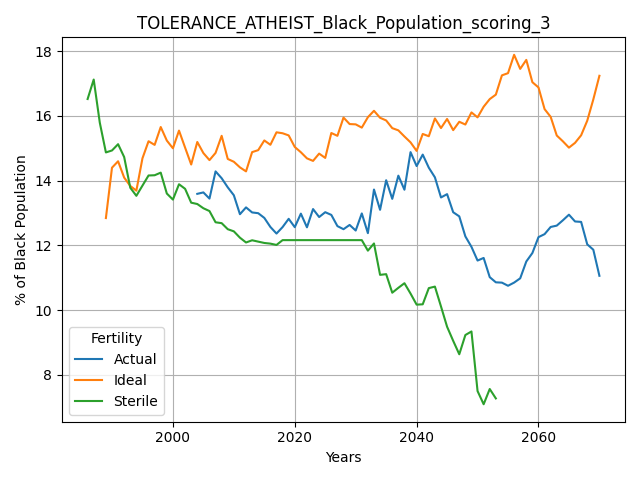 TOLERANCE_ATHEIST_Black_Population_scoring_3
% of Black Population
18
16
14
12
10
8
Fertility
Actual
Ideal
Sterile
2000 2020 2040 2060
Years